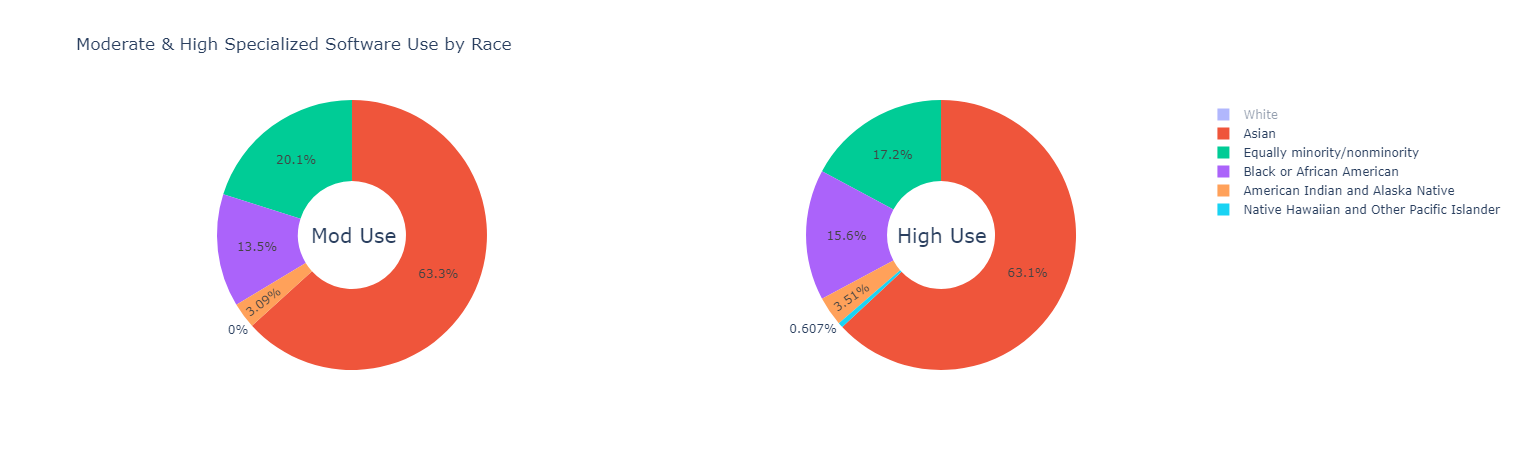 Moderate & High Specialized Software Use by Race
20.1%
13.5%
Mod Use
63.3%
3.09%
0%
17.2%
15.6%
High Use
63.1%
3.51%
0.607%
White
Asian
Equally minority/nonminority
Black or African American
American Indian and Alaska Native
Native Hawaiian and Other Pacific Islander